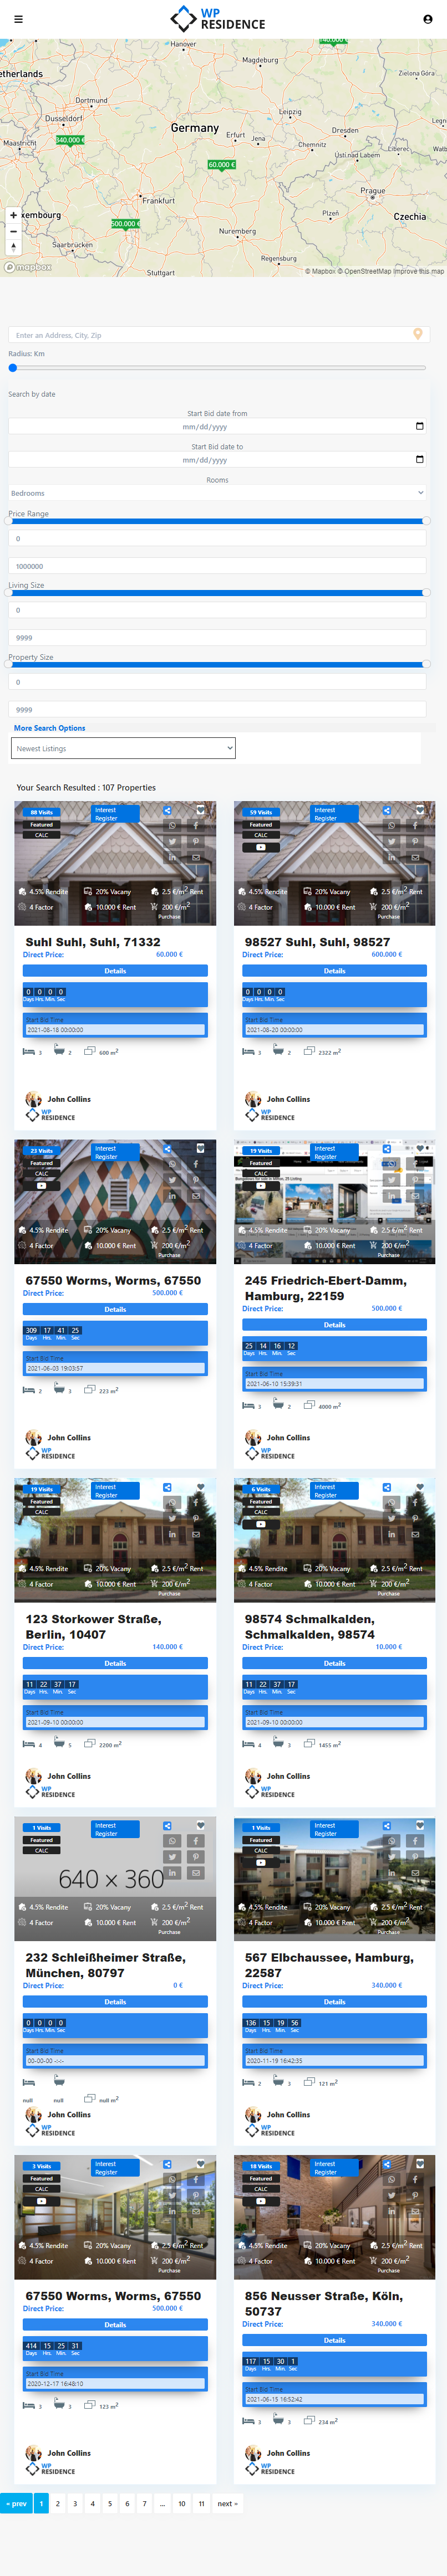 WP
RESIDENCE
Hannover
Magdeburg
Zielona Góra
Dortmund
Leipzig
Dusseldorf
Germany
Erfurt
Jena
Dresden
Maastricht
340.000 €
Chemnitz
Liberec
60.000 €
Ústí nad Labem
Frankfurt
Prague
Plzeň
Czechia
500.000 €
Nuremberg
Saarbrücken
Regensburg
mapbox
Stuttgart
© Mapbox © OpenStreetMap Improve this map
Enter an Address, City, Zip
Radius: Km
Search by date
Start Bid date from
mm/dd/yyyy
Start Bid date to
mm/dd/yyyy
Rooms
Bedrooms
Price Range
0
1000000
Living Size
0
9999
Property Size
0
9999
More Search Options
Newest Listings
Your Search Resulted : 107 Properties
88 Visits
Featured
CALC
Interest Register
4.5% Rendite 20% Vacany 2.5 €/m2 Rent
4 Factor 10.000 € Rent 200 €/m2 Purchase
Suhl Suhl, Suhl, 71332
Direct Price: 60.000 €
Details
0 0 0 0
Days Hrs. Min. Sec
Start Bid Time
2021-08-18 00:00:00
3 2 600 m2
John Collins
WP
RESIDENCE
59 Visits
Featured
CALC
Interest Register
4.5% Rendite 20% Vacany 2.5 €/m2 Rent
4 Factor 10.000 € Rent 200 €/m2 Purchase
98527 Suhl, Suhl, 98527
Direct Price: 600.000 €
Details
0 0 0 0
Days Hrs. Min. Sec
Start Bid Time
2021-08-20 00:00:00
3 2 2322 m2
John Collins
WP
RESIDENCE
23 Visits
Featured
CALC
Interest Register
4.5% Rendite 20% Vacany 2.5 €/m2 Rent
4 Factor 10.000 € Rent 200 €/m2 Purchase
67550 Worms, Worms, 67550
Direct Price: 500.000 €
Details
309 17 41 25
Days Hrs. Min. Sec
Start Bid Time
2021-06-03 19:03:57
2 3 223 m2
John Collins
WP
RESIDENCE
19 Visits
Featured
CALC
Interest Register
4.5% Rendite 20% Vacany 2.5 €/m2 Rent
4 Factor 10.000 € Rent 200 €/m2 Purchase
245 Friedrich-Ebert-Damm,
Hamburg, 22159
Direct Price: 500.000 €
Details
25 14 16 12
Days Hrs. Min. Sec
Start Bid Time
2021-06-10 15:39:31
3 2 4000 m2
John Collins
WP
RESIDENCE
19 Visits
Featured
CALC
Interest Register
4.5% Rendite 20% Vacany 2.5 €/m2 Rent
4 Factor 10.000 € Rent 200 €/m2 Purchase
123 Storkower Straße,
Berlin, 10407
Direct Price: 140.000 €
Details
11 22 37 17
Days Hrs. Min. Sec
Start Bid Time
2021-09-10 00:00:00
4 5 2200 m2
John Collins
WP
RESIDENCE
6 Visits
Featured
CALC
Interest Register
4.5% Rendite 20% Vacany 2.5 €/m2 Rent
4 Factor 10.000 € Rent 200 €/m2 Purchase
98574 Schmalkalden,
Schmalkalden, 98574
Direct Price: 10.000 €
Details
11 22 37 17
Days Hrs. Min. Sec
Start Bid Time
2021-09-10 00:00:00
4 3 1455 m2
John Collins
WP
RESIDENCE
1 Visits
Featured
CALC
Interest Register
640 × 360
4.5% Rendite 20% Vacany 2.5 €/m2 Rent
4 Factor 10.000 € Rent 200 €/m2 Purchase
232 Schleißheimer Straße,
München, 80797
Direct Price: 0 €
Details
0 0 0 0
Days Hrs. Min. Sec
Start Bid Time
00-00-00 -:-:-
null null null m2
John Collins
WP
RESIDENCE
1 Visits
Featured
CALC
Interest Register
4.5% Rendite 20% Vacany 2.5 €/m2 Rent
4 Factor 10.000 € Rent 200 €/m2 Purchase
567 Elbchaussee, Hamburg,
22587
Direct Price: 340.000 €
Details
136 15 19 56
Days Hrs. Min. Sec
Start Bid Time
2020-11-19 16:42:35
2 3 121 m2
John Collins
WP
RESIDENCE
3 Visits
Featured
CALC
Interest Register
4.5% Rendite 20% Vacany 2.5 €/m2 Rent
4 Factor 10.000 € Rent 200 €/m2 Purchase
67550 Worms, Worms, 67550
Direct Price: 500.000 €
Details
414 15 25 31
Days Hrs. Min. Sec
Start Bid Time
2020-12-17 16:48:10
3 3 123 m2
John Collins
WP
RESIDENCE
18 Visits
Featured
CALC
Interest Register
4.5% Rendite 20% Vacany 2.5 €/m2 Rent
4 Factor 10.000 € Rent 200 €/m2 Purchase
856 Neusser Straße, Köln,
50737
Direct Price: 340.000 €
Details
117 15 30 1
Days Hrs. Min. Sec
Start Bid Time
2021-06-15 16:52:42
3 3 234 m2
John Collins
WP
RESIDENCE
« prev 1 2 3 4 5 6 7 ... 10 11 next »